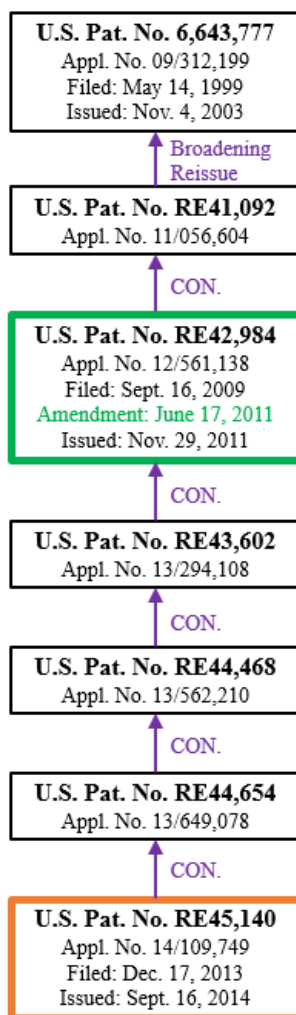 U.S. Pat. No. 6,643,777
Appl. No. 09/312,199
Filed: May 14, 1999
Issued: Nov. 4, 2003
Broadening
Reissue
U.S. Pat. No. RE41,092
Appl. No. 11/056,604
CON.
U.S. Pat. No. RE42,984
Appl. No. 12/561,138
Filed: Sept. 16, 2009
Amendment: June 17, 2011
Issued: Nov. 29, 2011
CON.
U.S. Pat. No. RE43,602
Appl. No. 13/294,108
CON.
U.S. Pat. No. RE44,468
Appl. No. 13/562,210
CON.
U.S. Pat. No. RE44,654
Appl. No. 13/649,078
CON.
U.S. Pat. No. RE45,140
Appl. No. 14/109,749
Filed: Dec. 17, 2013
Issued: Sept. 16, 2014